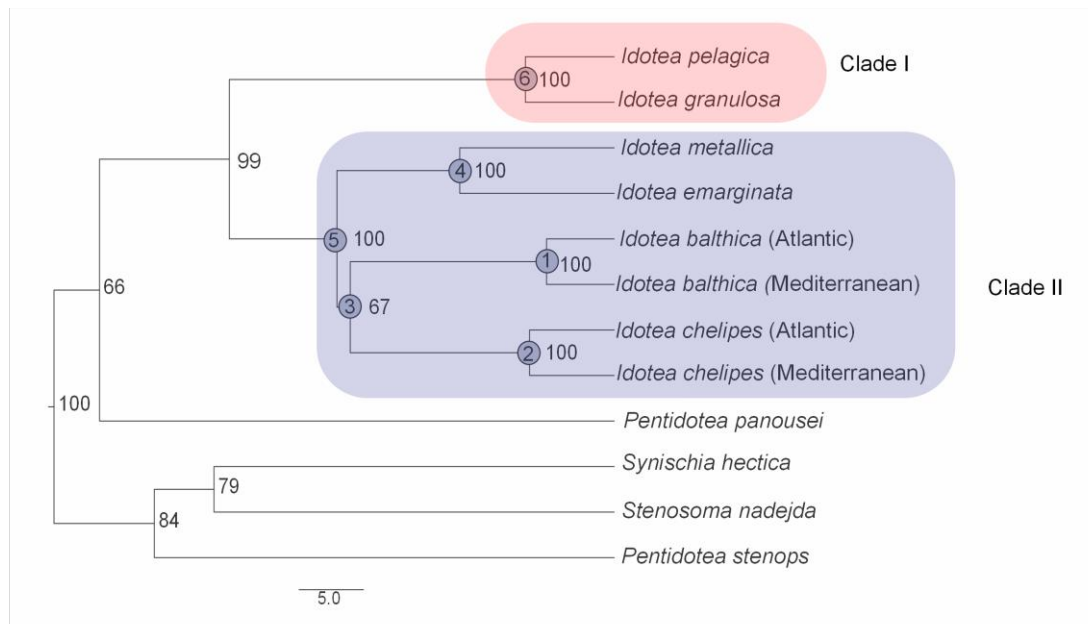 Idotea pelagica
6 100
Clade I
Idotea granulosa
Idotea metallica
99
4 100
Idotea emarginata
5 100
Idotea balthica (Atlantic)
1 100
Idotea balthica (Mediterranean)
Clade II
66
3 67
Idotea chelipes (Atlantic)
2 100
Idotea chelipes (Mediterranean)
100
Pentidotea panousei
Synischia hectica
79
Stenosoma nadejda
84
Pentidotea stenops
5.0